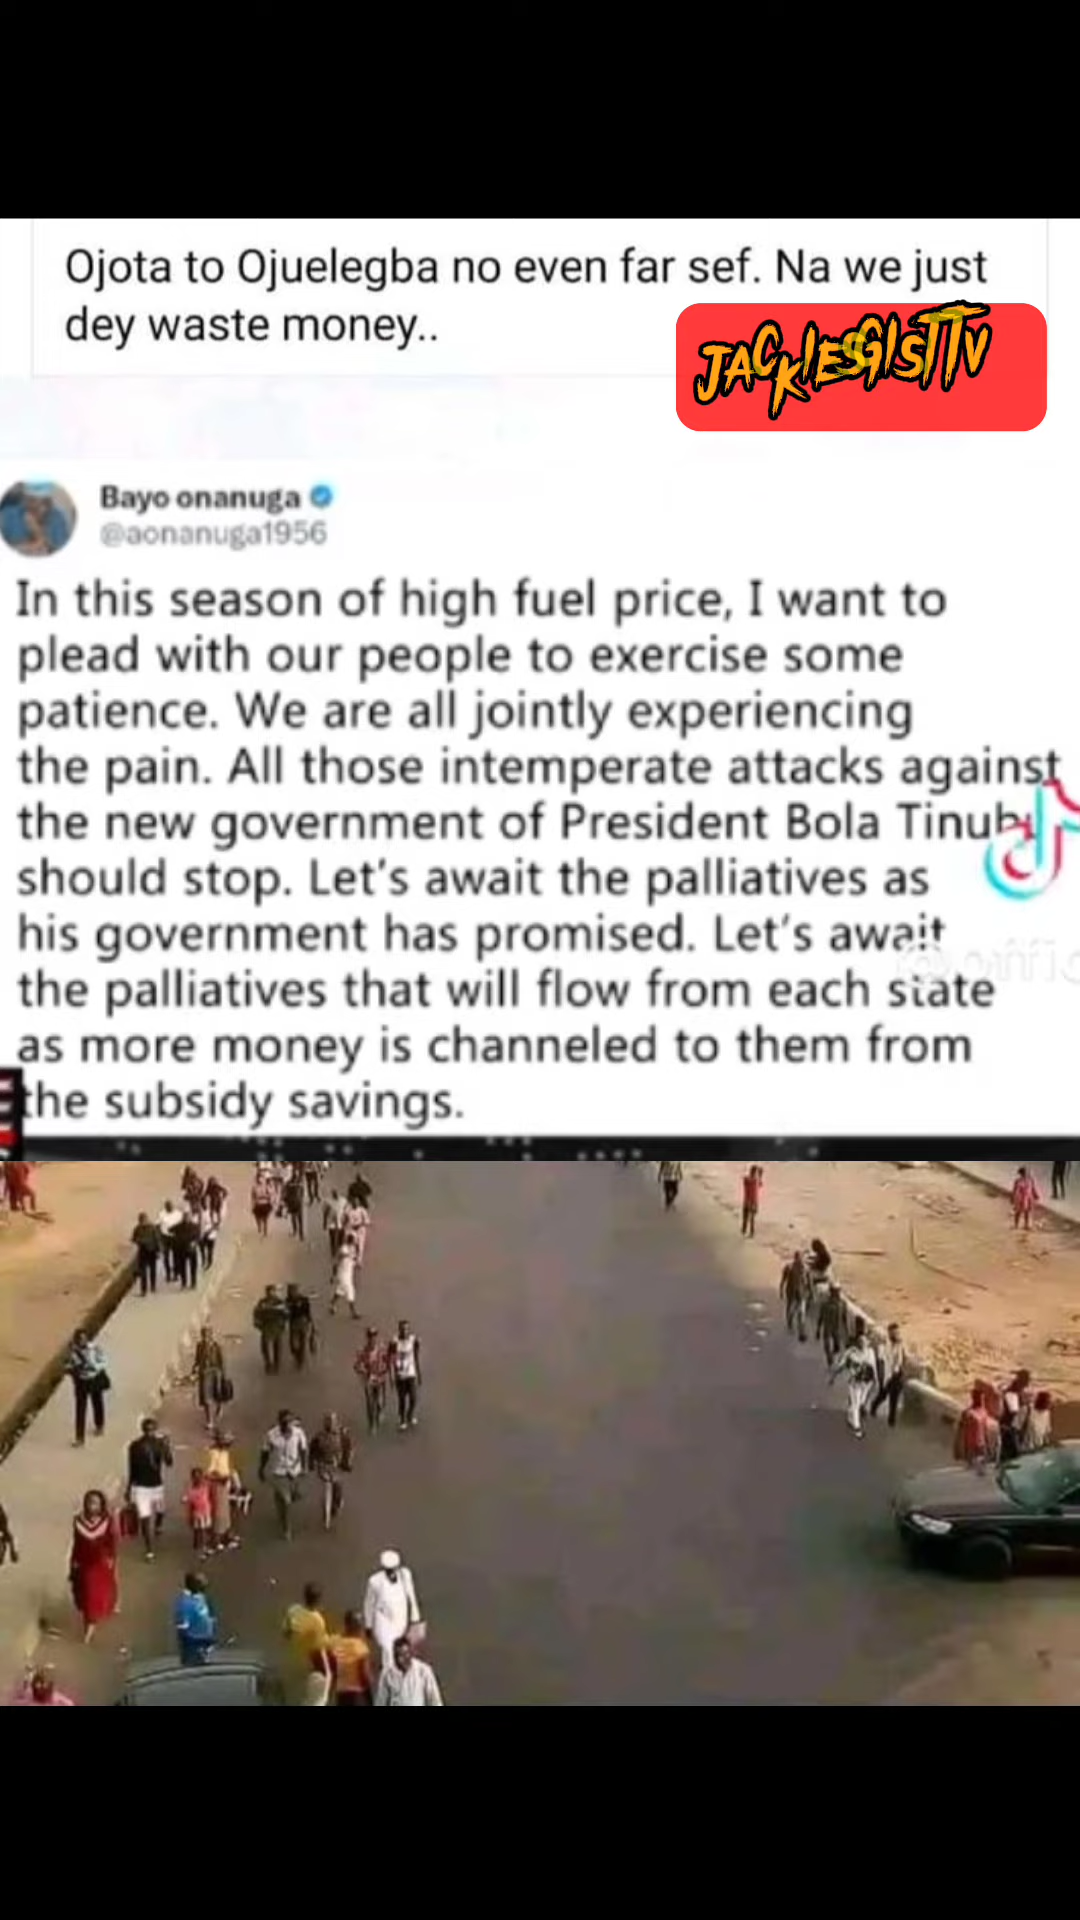 Ojota to Ojuelegba no even far sef. Na we just
dey waste money..
JACKIESGISTTV
Bayo onanuga
@aonanuga1956
In this season of high fuel price, I want to
plead with our people to exercise some
patience. We are all jointly experiencing
the pain. All those intemperate attacks against
the new government of President Bola Tinubu
should stop. Let's await the palliatives as
his government has promised. Let's await
the palliatives that will flow from each state
as more money is channeled to them from
the subsidy savings.